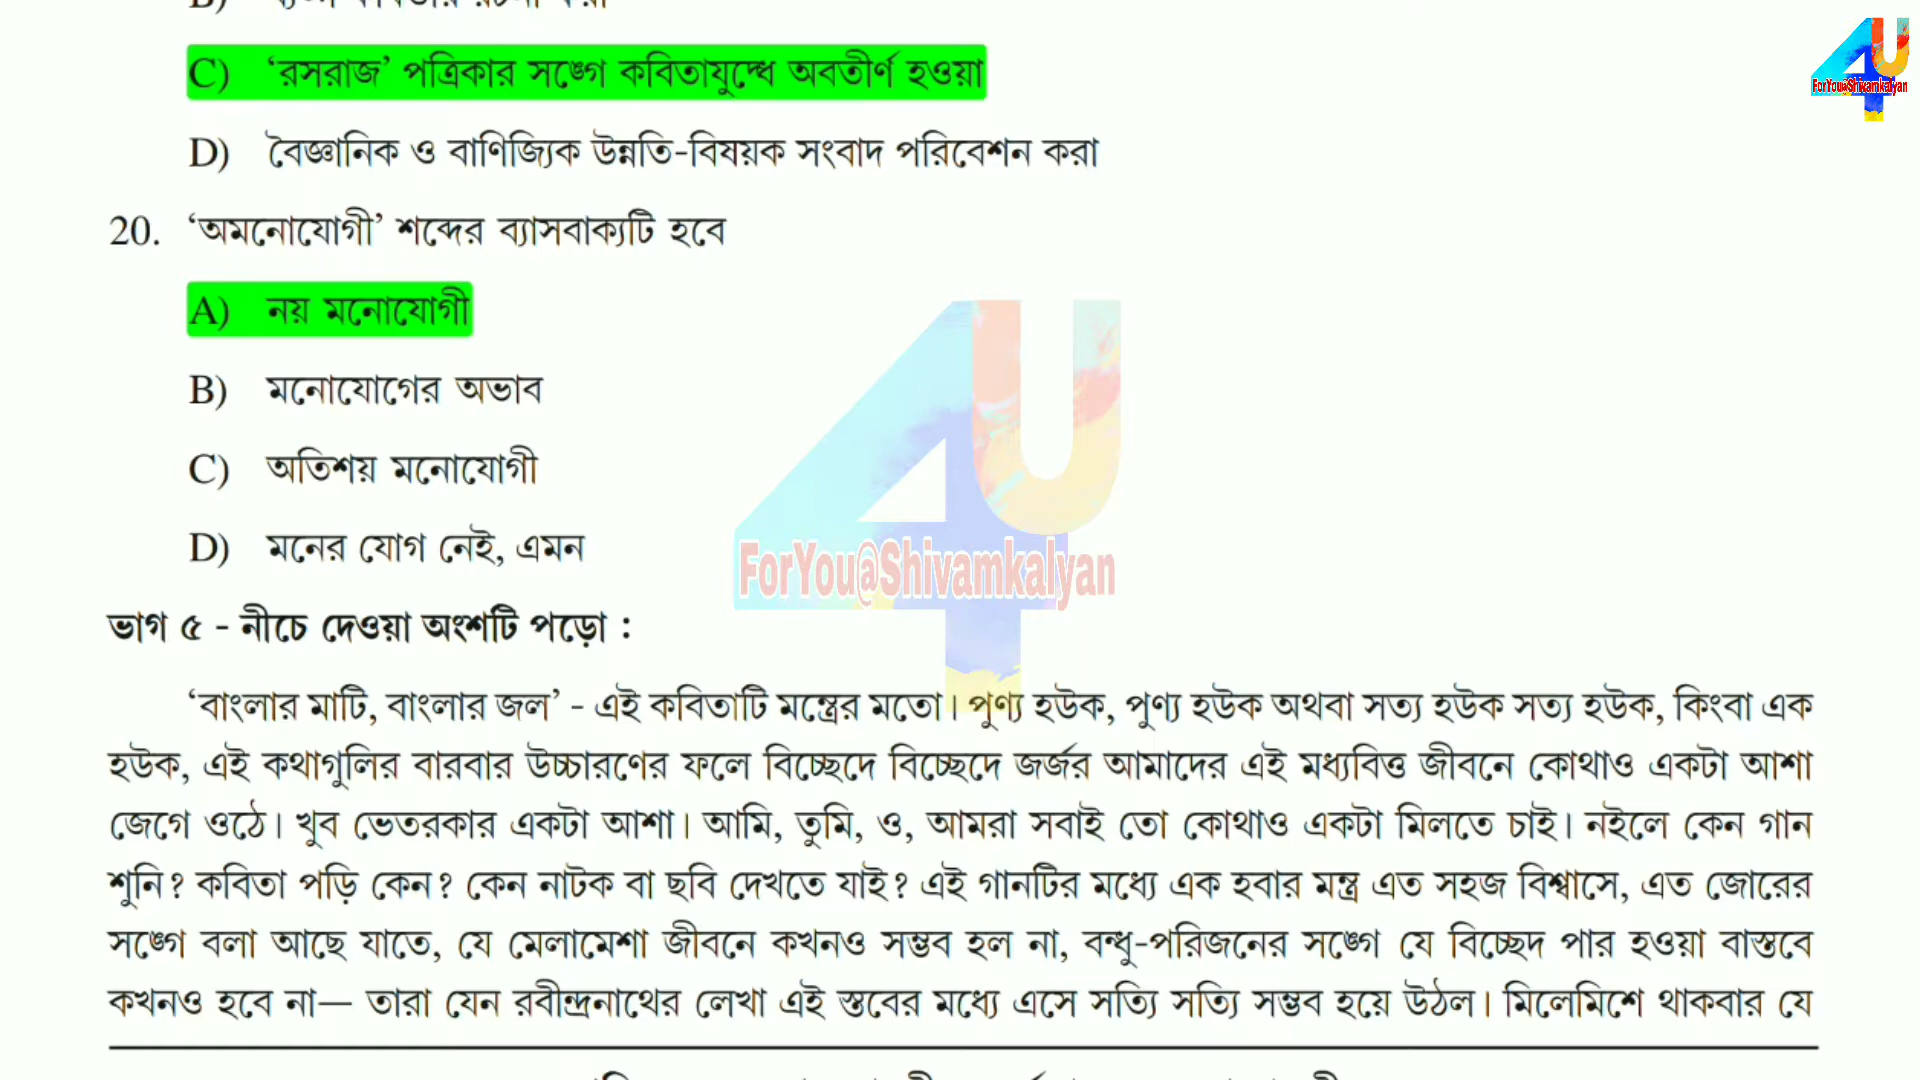 C) ‘রসরাজ’ পত্রিকার সঙ্গে কবিতাযুদ্ধে অবতীর্ণ হওয়া
D) বৈজ্ঞানিক ও বাণিজ্যিক উন্নতি-বিষয়ক সংবাদ পরিবেশন করা
20. ‘অমনোযোগী’ শব্দের ব্যাসবাক্যটি হবে
A) নয় মনোযোগী
B) মনোযোগের অভাব
C) অতিশয় মনোযোগী
D) মনের যোগ নেই, এমন
ভাগ ৫ - নীচে দেওয়া অংশটি পড়ো :
‘বাংলার মাটি, বাংলার জল’ - এই কবিতাটি মন্ত্রের মতো। পুণ্য হউক, পুণ্য হউক অথবা সত্য হউক সত্য হউক, কিংবা এক
হউক, এই কথাগুলির বারবার উচ্চারণের ফলে বিচ্ছেদে বিচ্ছেদে জর্জর আমাদের এই মধ্যবিত্ত জীবনে কোথাও একটা আশা
জেগে ওঠে। খুব ভেতরকার একটা আশা। আমি, তুমি, ও, আমরা সবাই তো কোথাও একটা মিলতে চাই। নইলে কেন গান
শুনি? কবিতা পড়ি কেন? কেন নাটক বা ছবি দেখতে যাই? এই গানটির মধ্যে এক হবার মন্ত্র এত সহজ বিশ্বাসে, এত জোরের
সঙ্গে বলা আছে যাতে, যে মেলামেশা জীবনে কখনও সম্ভব হল না, বন্ধু-পরিজনের সঙ্গে যে বিচ্ছেদ পার হওয়া বাস্তবে
কখনও হবে না— তারা যেন রবীন্দ্রনাথের লেখা এই স্তবের মধ্যে এসে সত্যি সত্যি সম্ভব হয়ে উঠল। মিলেমিশে থাকবার যে
4U
ForYou@Shivamkalyan
4U
ForYou@Shivamkalyan